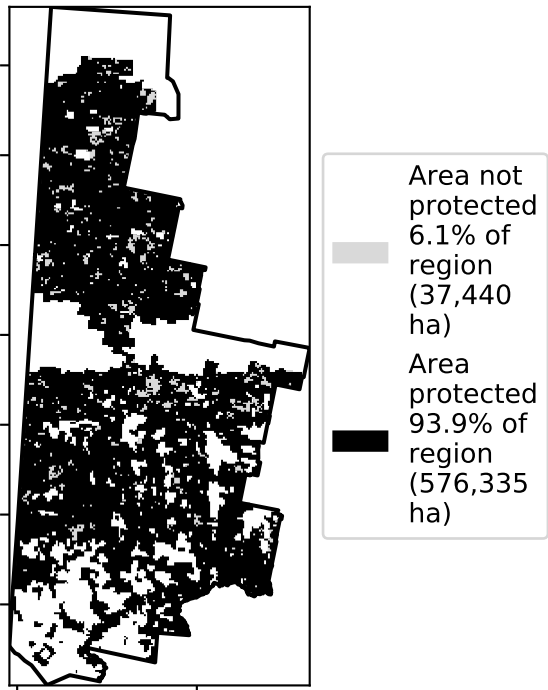 Area not
protected
6.1% of
region
(37,440
ha)
Area
protected
93.9% of
region
(576,335
ha)